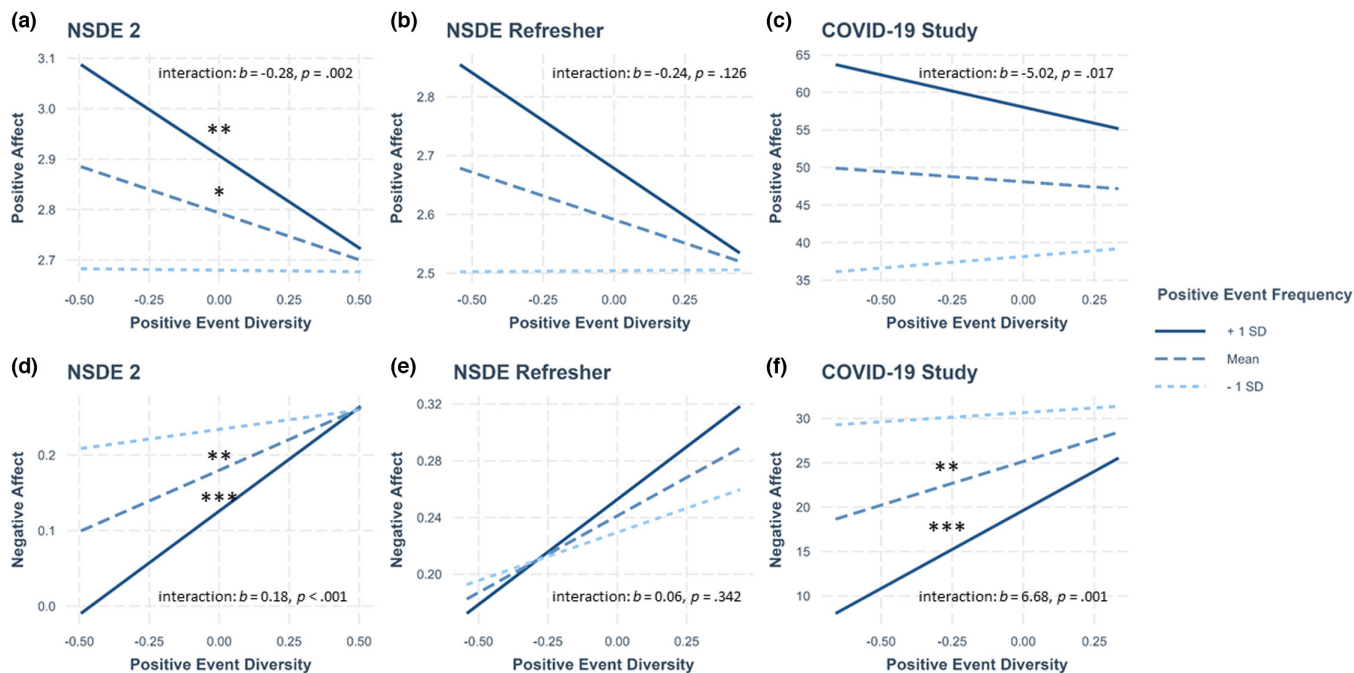 (a)
NSDE 2
interaction: b = -0.28, p = .002
Positive Affect
3.1
3.0
2.9
2.8
2.7
**
*
-0.50 -0.25 0.00 0.25 0.50
Positive Event Diversity
(b)
NSDE Refresher
interaction: b = -0.24, p = .126
Positive Affect
2.8
2.7
2.6
2.5
-0.50 -0.25 0.00 0.25
Positive Event Diversity
(c)
COVID-19 Study
interaction: b = -5.02, p = .017
Positive Affect
65
60
55
50
45
40
35
-0.50 -0.25 0.00 0.25
Positive Event Diversity
(d)
NSDE 2
Negative Affect
0.2
0.1
0.0
**
***
interaction: b = 0.18, p < .001
-0.50 -0.25 0.00 0.25 0.50
Positive Event Diversity
(e)
NSDE Refresher
Negative Affect
0.32
0.28
0.24
0.20
interaction: b = 0.06, p = .342
-0.50 -0.25 0.00 0.25
Positive Event Diversity
(f)
COVID-19 Study
Negative Affect
30
25
20
15
10
**
***
interaction: b = 6.68, p = .001
-0.50 -0.25 0.00 0.25
Positive Event Diversity
Positive Event Frequency
+ 1 SD
Mean
- 1 SD